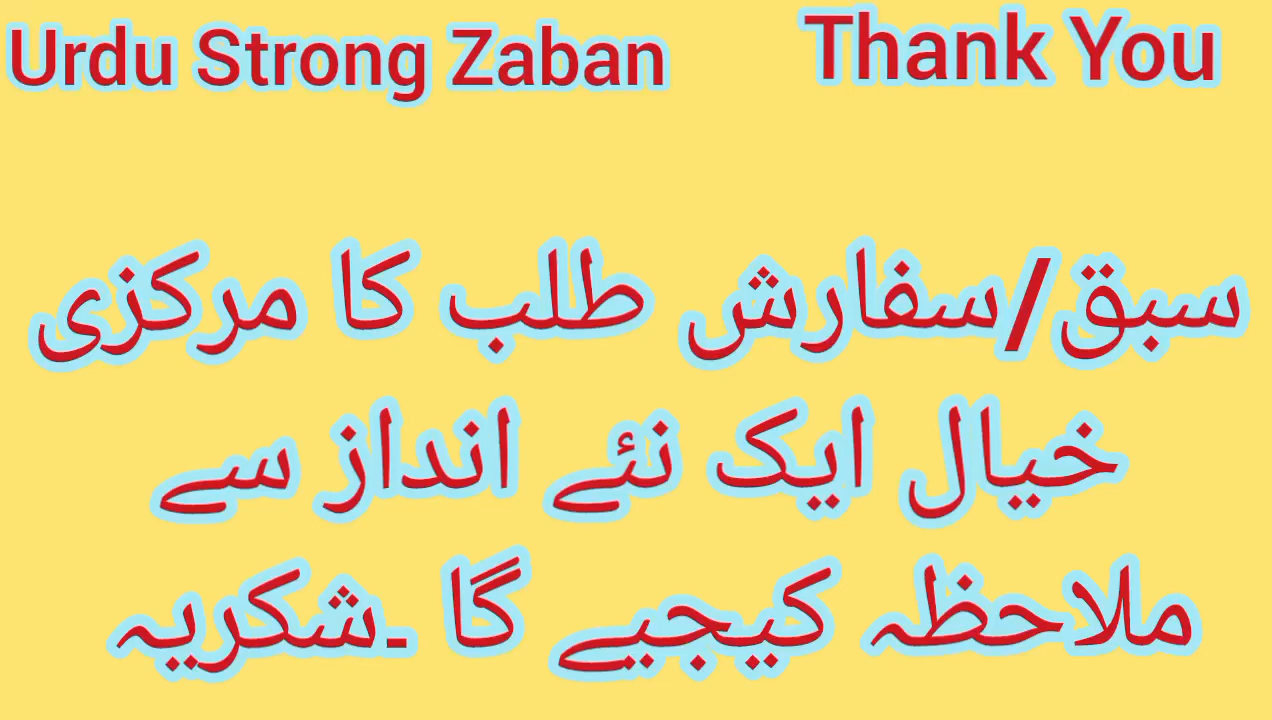 Urdu Strong Zaban
Thank You
سبق/سفارش طلب کا مرکزی
خیال ایک نئے انداز سے
ملاحظہ کیجیے گا ۔شکریہ